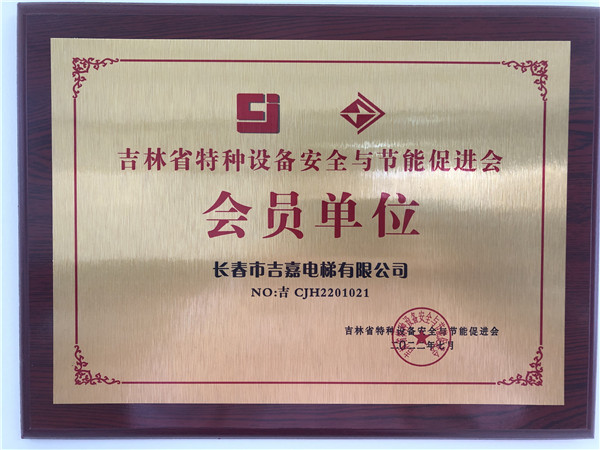 吉林省特种设备安全与节能促进会
会员单位
长春市吉嘉电梯有限公司
NO:吉 CJH2201021
吉林省特种设备安全与节能促进会
二〇二二年七月